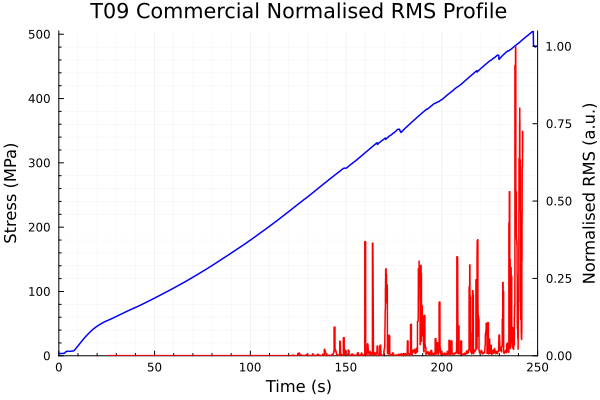 T09 Commercial Normalised RMS Profile
Stress (MPa)
500
400
300
200
100
0
Normalised RMS (a.u.)
1.00
0.75
0.50
0.25
0.00
0 50 100 150 200 250
Time (s)